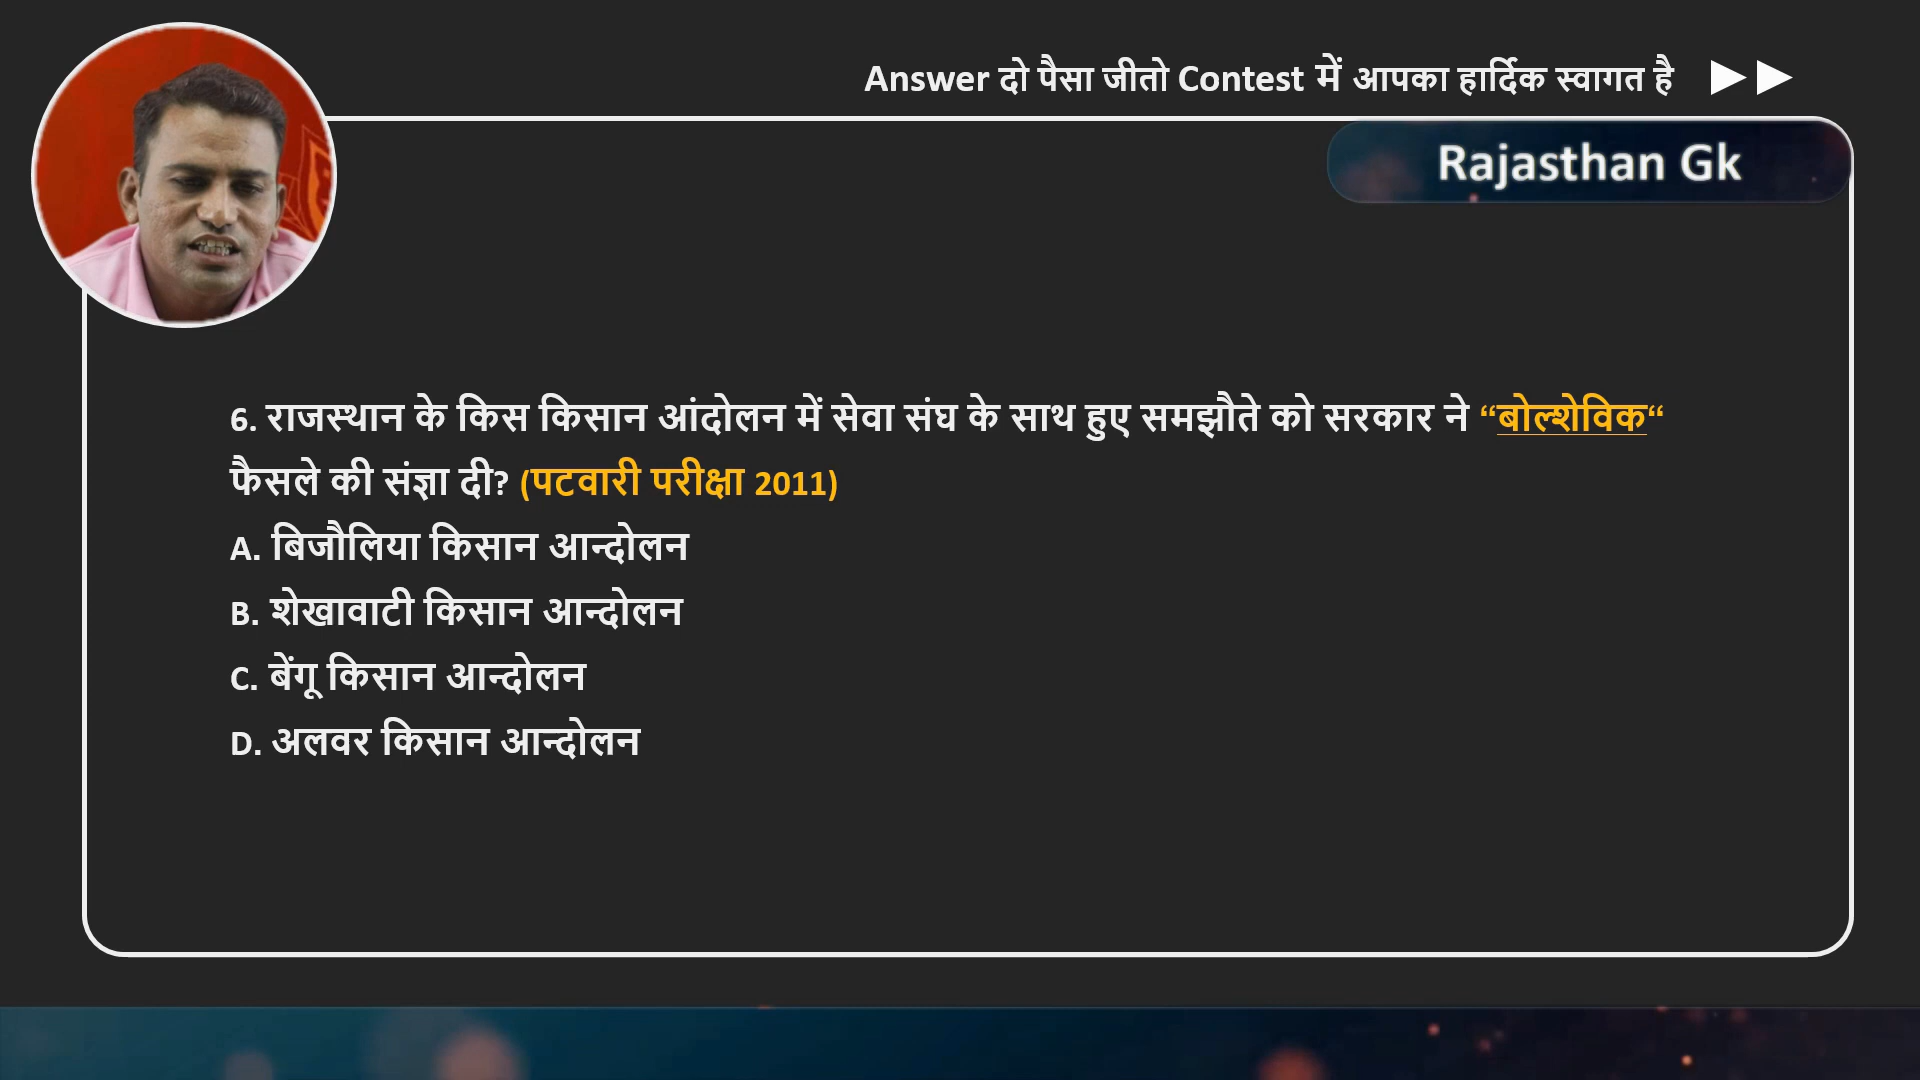 Answer दो पैसा जीतो Contest में आपका हार्दिक स्वागत है
Rajasthan Gk
6. राजस्थान के किस किसान आंदोलन में सेवा संघ के साथ हुए समझौते को सरकार ने “बोल्शेविक“
फैसले की संज्ञा दी? (पटवारी परीक्षा 2011)
A. बिजौलिया किसान आन्दोलन
B. शेखावाटी किसान आन्दोलन
C. बेंगू किसान आन्दोलन
D. अलवर किसान आन्दोलन